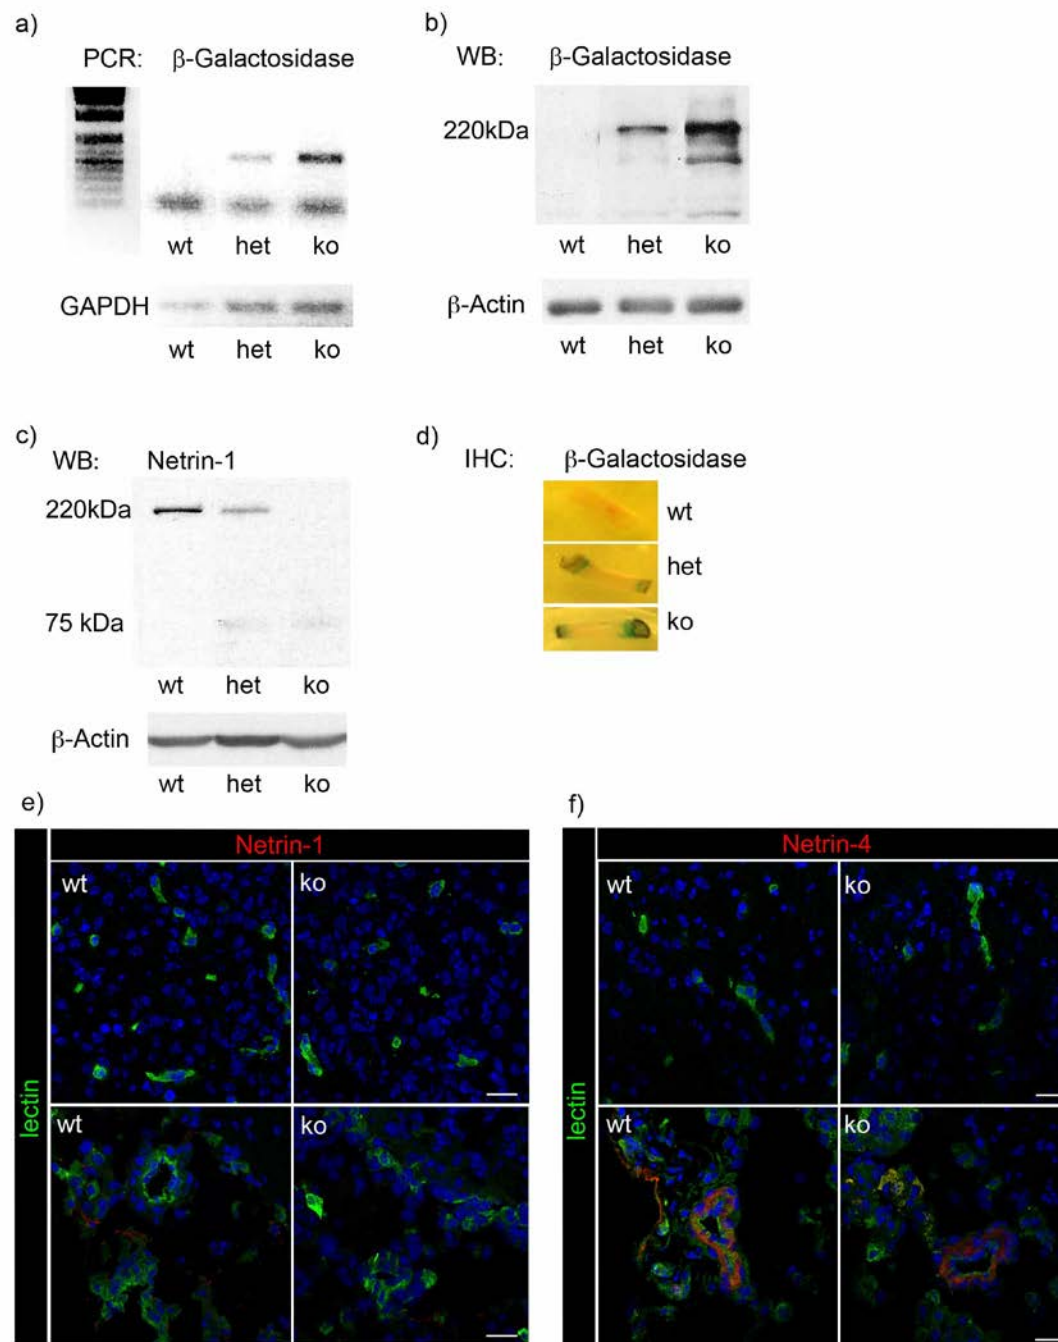 a)
PCR: β-Galactosidase
wt het ko
GAPDH
wt het ko
b)
WB: β-Galactosidase
220kDa
wt het ko
β-Actin
wt het ko
c)
WB: Netrin-1
220kDa
75 kDa
wt het ko
β-Actin
wt het ko
d)
IHC: β-Galactosidase
wt
het
ko
e)
Netrin-1
lectin
wt ko
wt ko
f)
Netrin-4
lectin
wt ko
wt ko